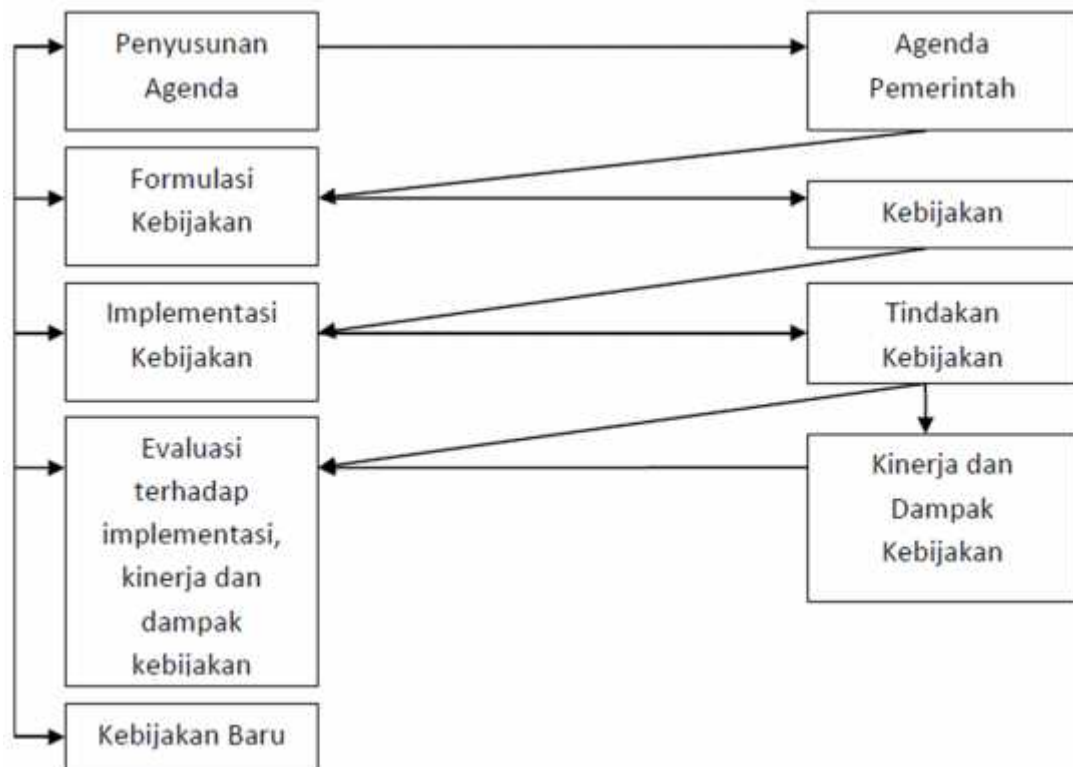 Penyusunan
Agenda
Agenda
Pemerintah
Formulasi
Kebijakan
Kebijakan
Implementasi
Kebijakan
Tindakan
Kebijakan
Evaluasi
terhadap
implementasi,
kinerja dan
dampak
kebijakan
Kinerja dan
Dampak
Kebijakan
Kebijakan Baru